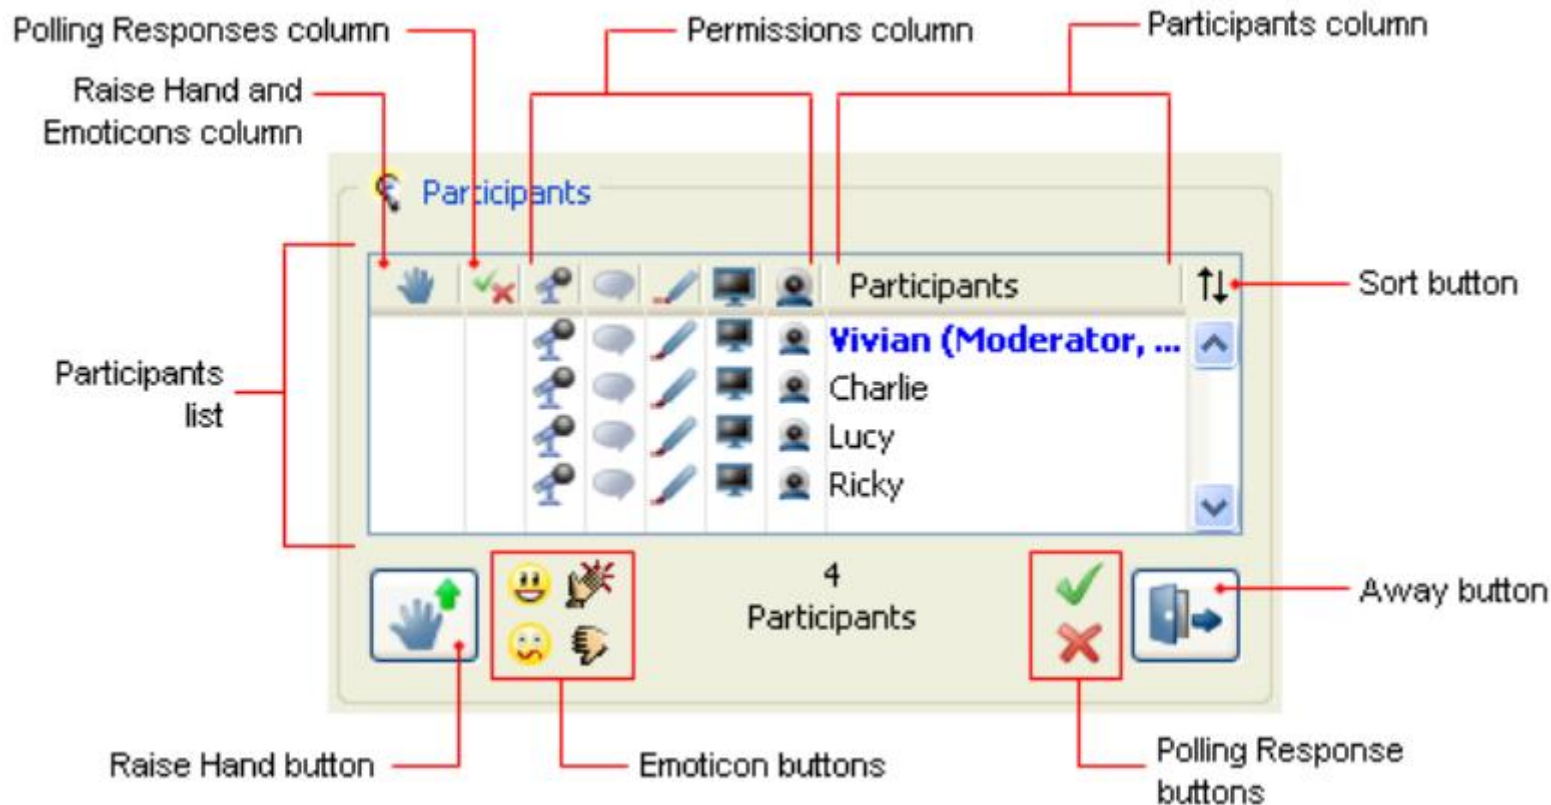 Polling Responses column
Permissions column
Participants column
Raise Hand and
Emoticons column
Participants
Participants
Sort button
Vivian (Moderator, ...
Charlie
Lucy
Ricky
Participants
list
4
Participants
Away button
Raise Hand button
Emoticon buttons
Polling Response
buttons